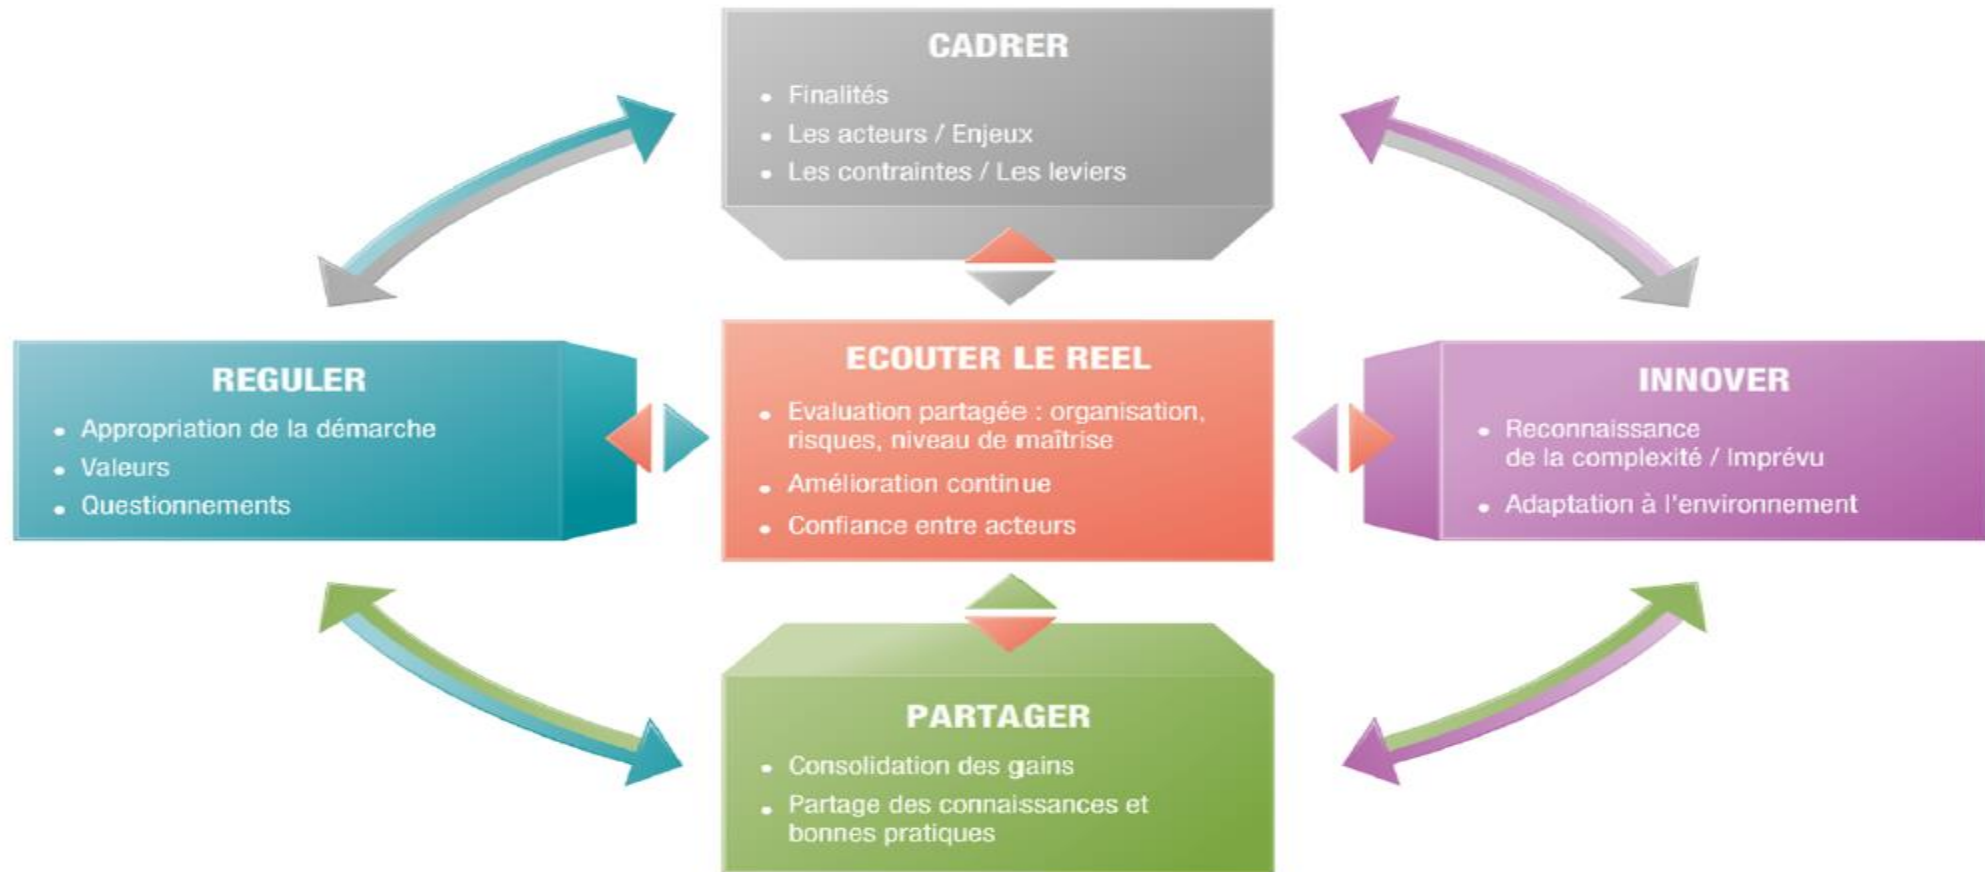 CADRER
• Finalités
• Les acteurs / Enjeux
• Les contraintes / Les leviers
REGULER
• Appropriation de la démarche
• Valeurs
• Questionnements
ECOUTER LE REEL
• Evaluation partagée : organisation,
risques, niveau de maîtrise
• Amélioration continue
• Confiance entre acteurs
INNOVER
• Reconnaissance
de la complexité / Imprévu
• Adaptation à l'environnement
PARTAGER
• Consolidation des gains
• Partage des connaissances et
bonnes pratiques